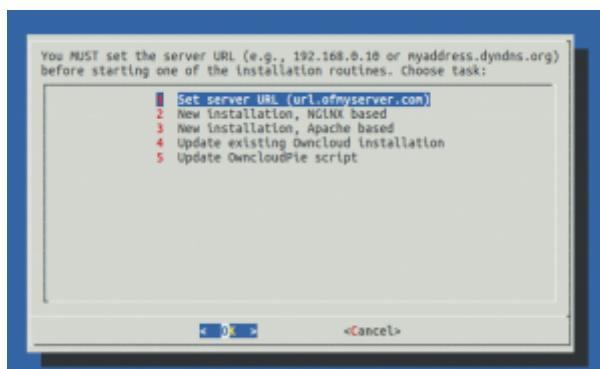 You MUST set the server URL (e.g., 192.168.0.10 or myaddress.dyndns.org)
before starting one of the installation routines. Choose task:
1 Set server URL (url.ofmyserver.com)
2 New installation, NGiNX based
3 New installation, Apache based
4 Update existing Owncloud installation
5 Update OwncloudPie script
< OK > <Cancel>